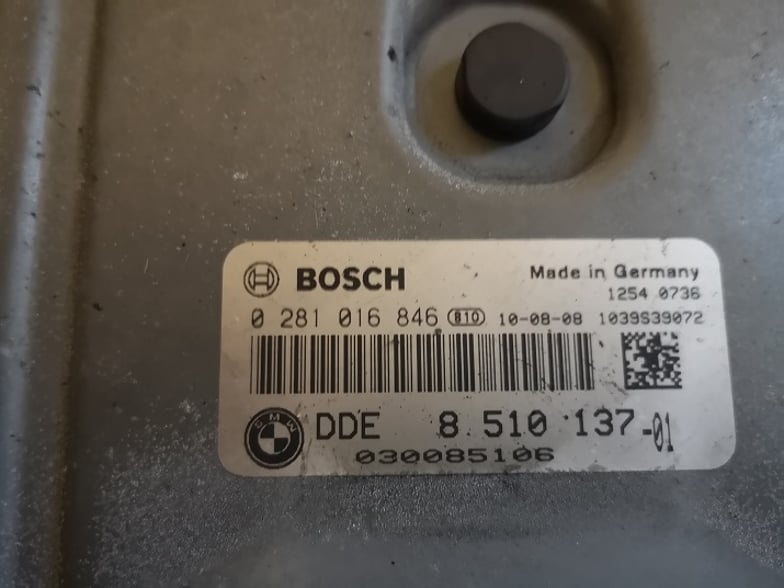 BOSCH
Made in Germany
1254 0736
0 281 016 846 B10 10-08-08 1039S39072
BMW
DDE 8 510 137-01
030085106